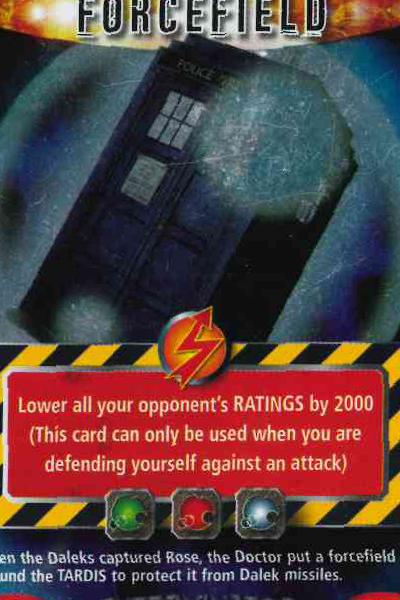 FORCEFIELD
POLICE
Lower all your opponent's RATINGS by 2000
(This card can only be used when you are
defending yourself against an attack)
en the Daleks captured Rose, the Doctor put a forcefield
und the TARDIS to protect it from Dalek missiles.